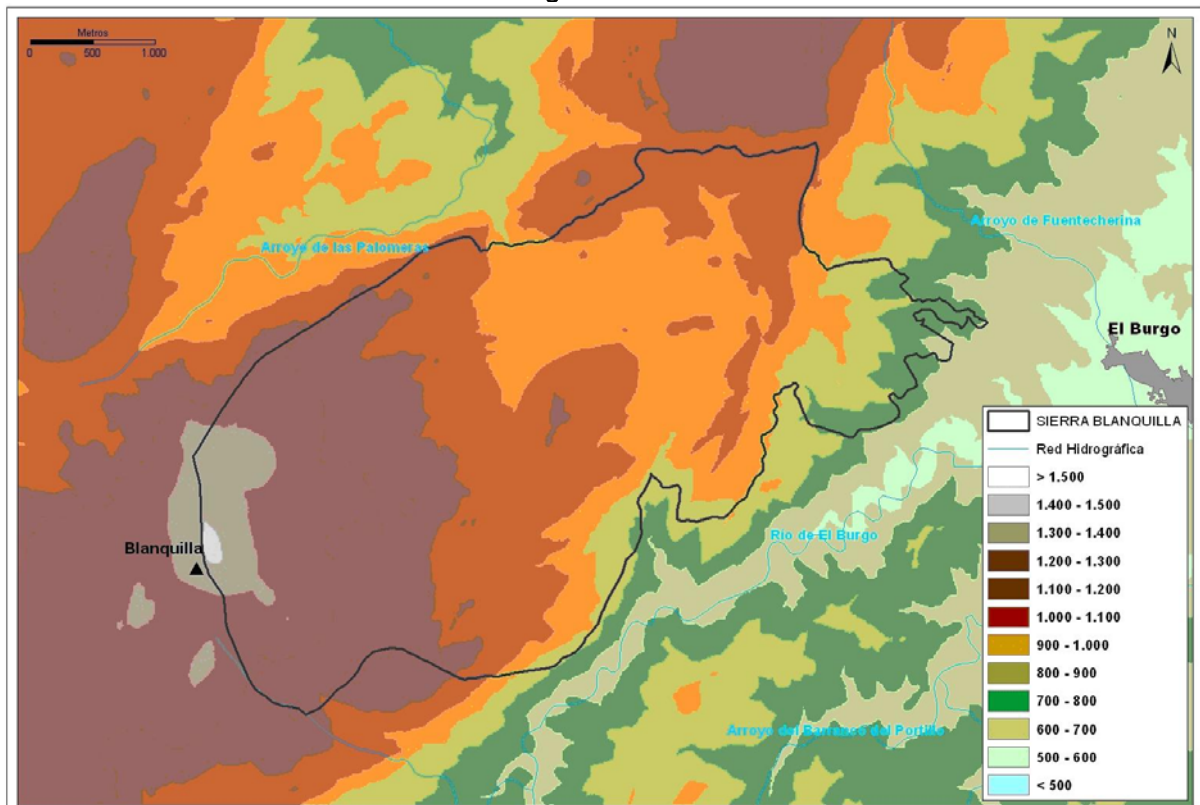 Metros
0 500 1.000
N
Arroyo de las Palomeras
Arroyo de Fuentecherina
El Burgo
Blanquilla
Río de El Burgo
Arroyo del Barranco del Portillo
SIERRA BLANQUILLA
Red Hidrográfica
> 1.500
1.400 - 1.500
1.300 - 1.400
1.200 - 1.300
1.100 - 1.200
1.000 - 1.100
900 - 1.000
800 - 900
700 - 800
600 - 700
500 - 600
< 500